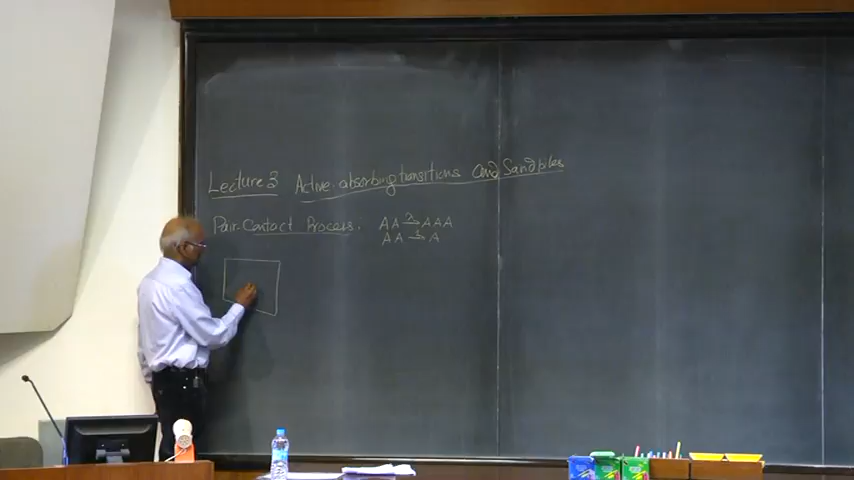 Lecture 3 Active-absorbing transitions and Sandpiles
Pair-Contact Process. AA λ→ AAA
AA → A